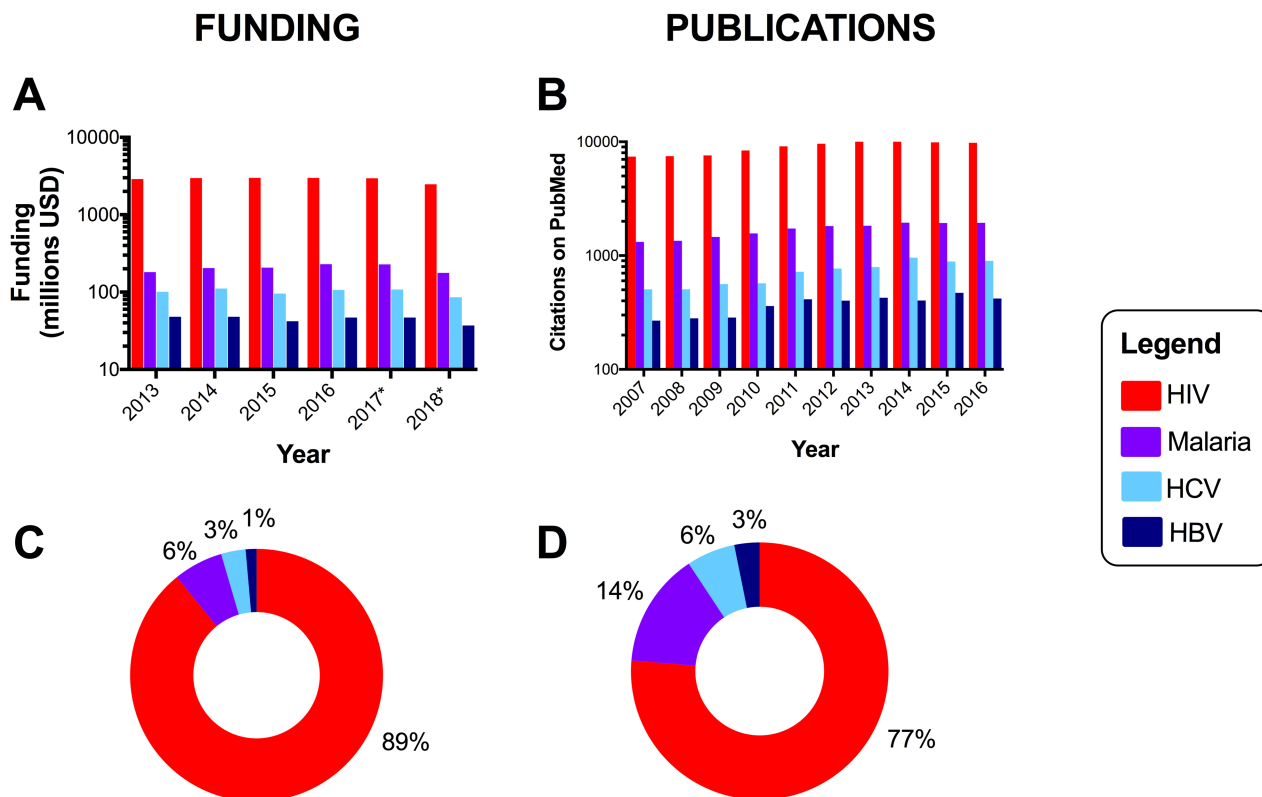 FUNDING
PUBLICATIONS
A
Funding
(millions USD)
10000
1000
100
10
2013
2014
2015
2016
2017*
2018*
Year
B
Citations on PubMed
10000
1000
100
2007
2008
2009
2010
2011
2012
2013
2014
2015
2016
Year
Legend
HIV
Malaria
HCV
HBV
C
6%
3%
1%
89%
D
14%
6%
3%
77%